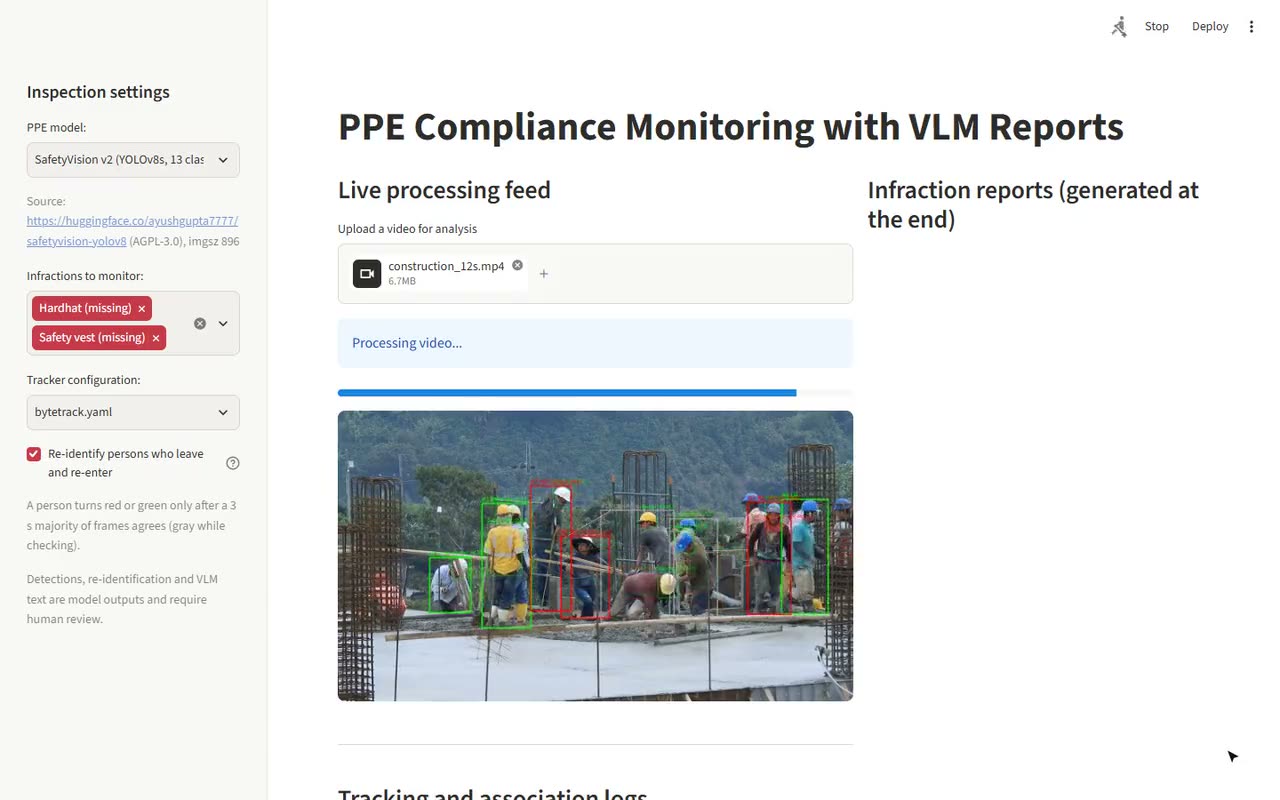 Stop
Deploy
Inspection settings
PPE model:
SafetyVision v2 (YOLOv8s, 13 clas
Source:
https://huggingface.co/ayushgupta7777/
safetyvision-yolov8 (AGPL-3.0), imgsz 896
Infractions to monitor:
Hardhat (missing) ×
Safety vest (missing) ×
Tracker configuration:
bytetrack.yaml
Re-identify persons who leave
and re-enter
A person turns red or green only after a 3
s majority of frames agrees (gray while
checking).
Detections, re-identification and VLM
text are model outputs and require
human review.
PPE Compliance Monitoring with VLM Reports
Live processing feed
Upload a video for analysis
construction_12s.mp4
6.7MB
Processing video...
Tracking and association logs
Infraction reports (generated at
the end)